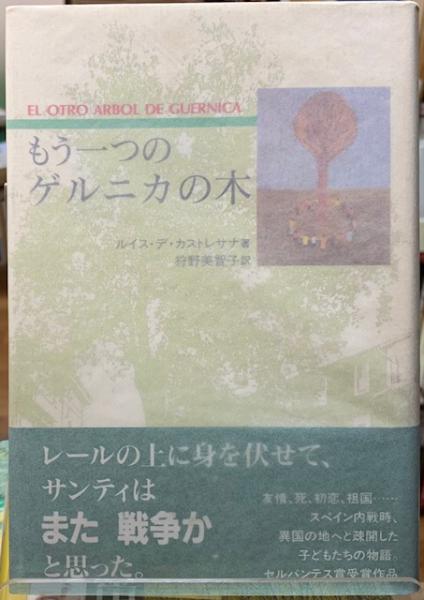 EL OTRO ARBOL DE GUERNICA
もう一つの
ゲルニカの木
ルイス・デ・カストレサナ著
狩野美智子訳
レールの上に身を伏せて、
サンティは
また 戦争か
と思った。
友情、死、初恋、祖国……
スペイン内戦時、
異国の地へと疎開した
子どもたちの物語。
セルバンテス賞受賞作品